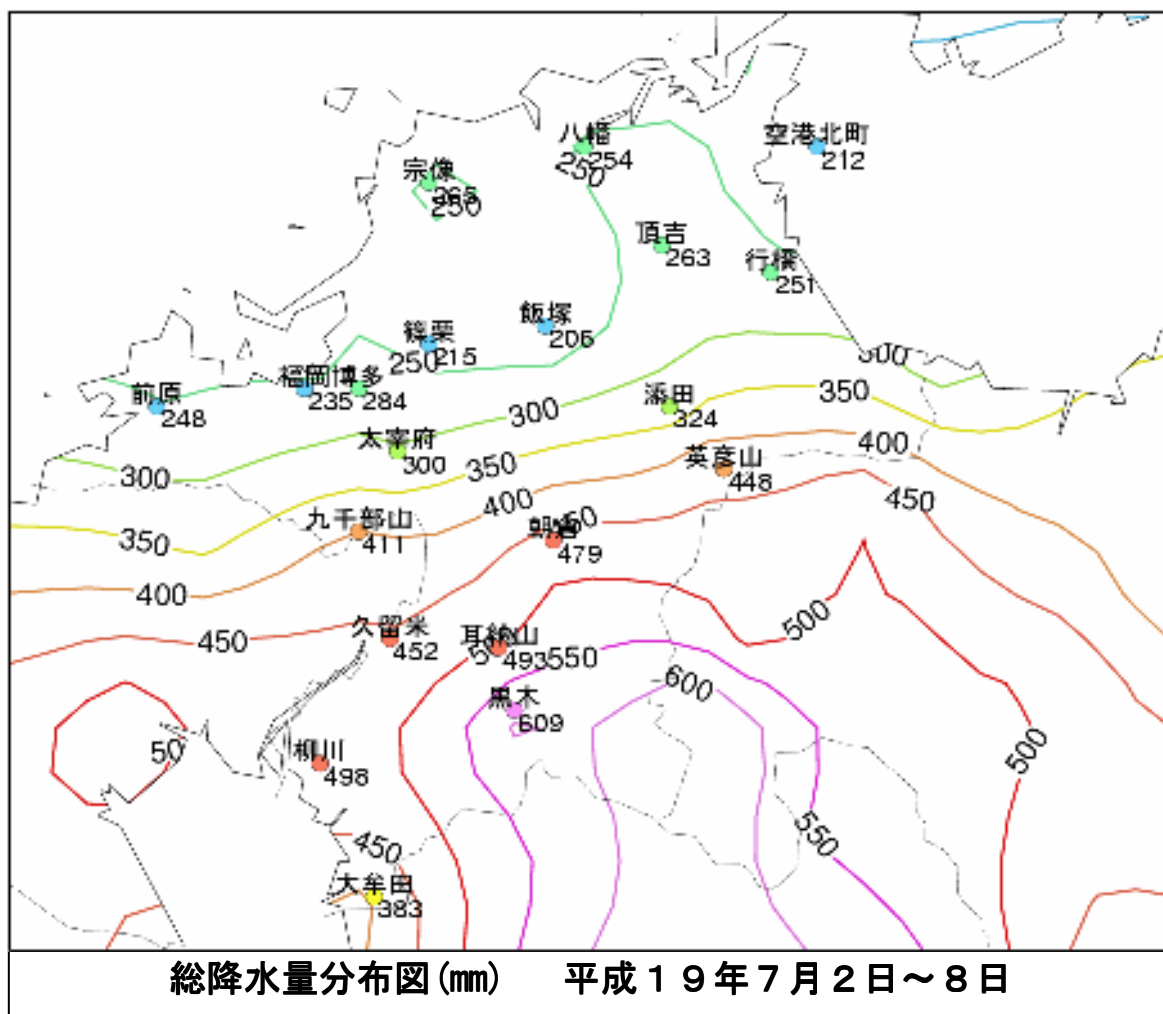 八幡
254
250
空港北町
212
宗像
265
250
頂吉
263
行橋
251
飯塚
206
篠栗
215
250
福岡
235
博多
284
前原
248
300
350
添田
324
300
太宰府
300
350
400
英彦山
448
300
400
450
九千部山
411
朝倉
479
350
400
500
久留米
452
450
耳納山
493
550
600
黒木
609
500
50
柳川
498
550
450
大牟田
383
総降水量分布図(㎜) 平成19年7月2日～8日